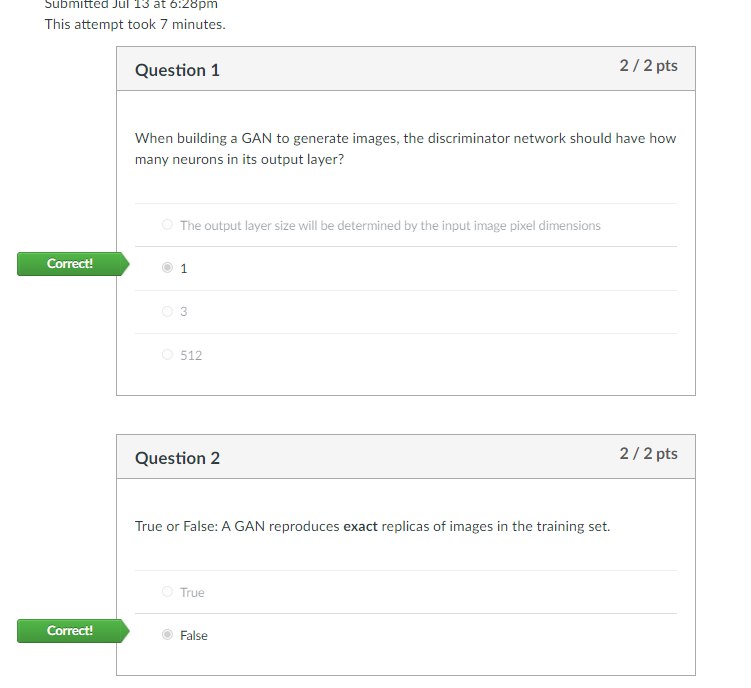 Submitted Jul 13 at 6:28pm
This attempt took 7 minutes.
Question 1
2 / 2 pts
When building a GAN to generate images, the discriminator network should have how
many neurons in its output layer?
The output layer size will be determined by the input image pixel dimensions
Correct!
1
3
512
Question 2
2 / 2 pts
True or False: A GAN reproduces exact replicas of images in the training set.
True
Correct!
False